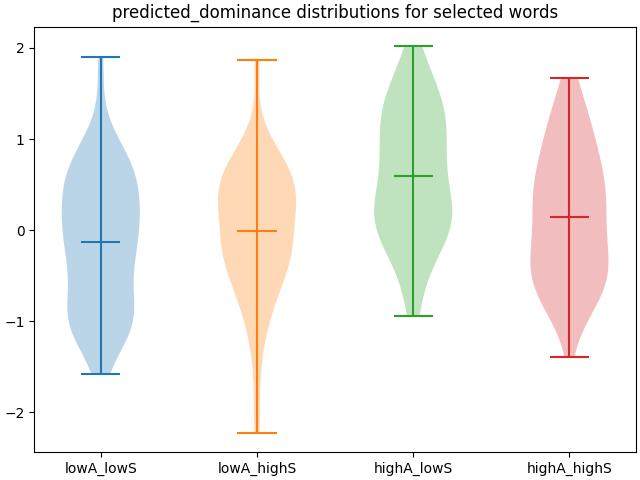 predicted_dominance distributions for selected words
2
1
0
−1
−2
lowA_lowS lowA_highS highA_lowS highA_highS